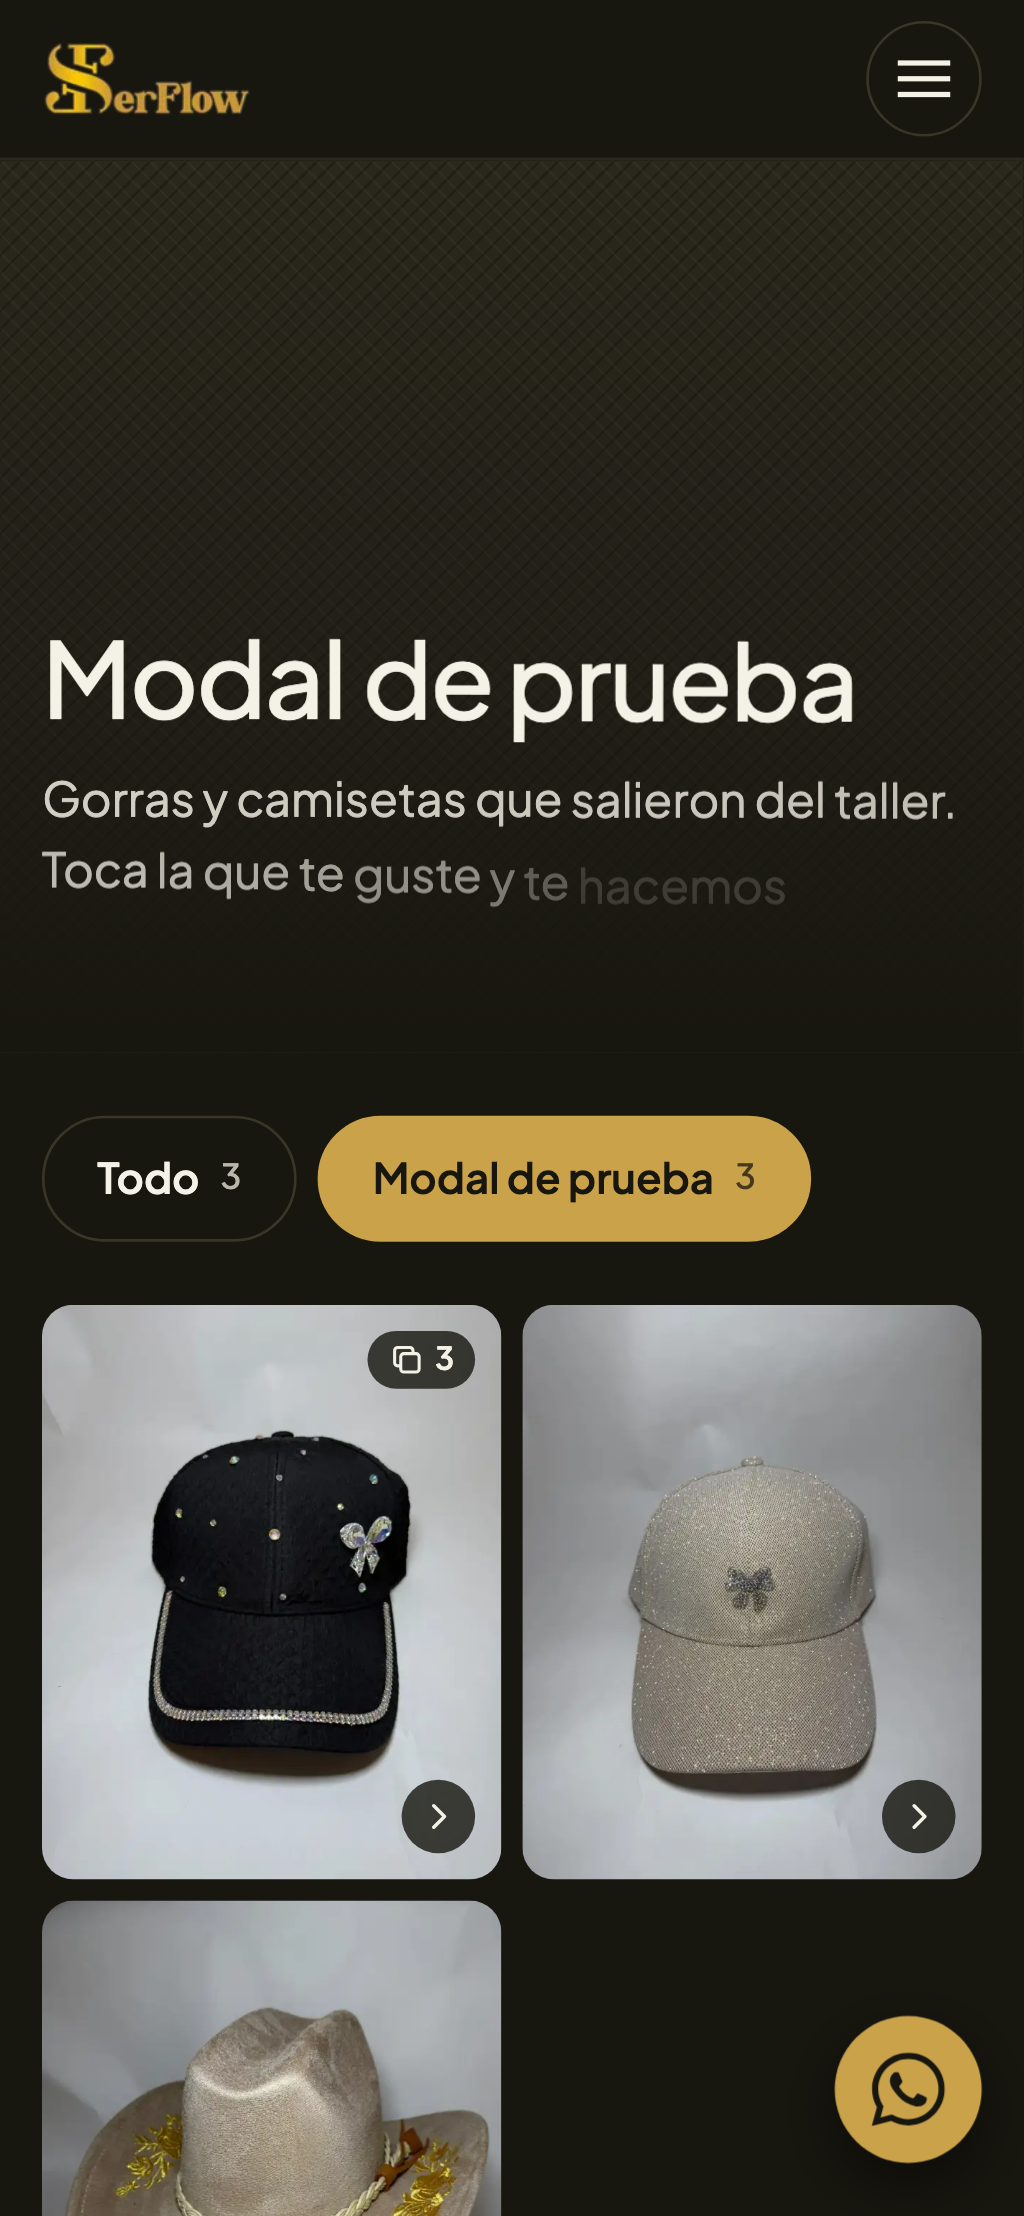 SerFlow
Modal de prueba
Gorras y camisetas que salieron del taller.
Toca la que te guste y te hacemos
Todo 3
Modal de prueba 3
3